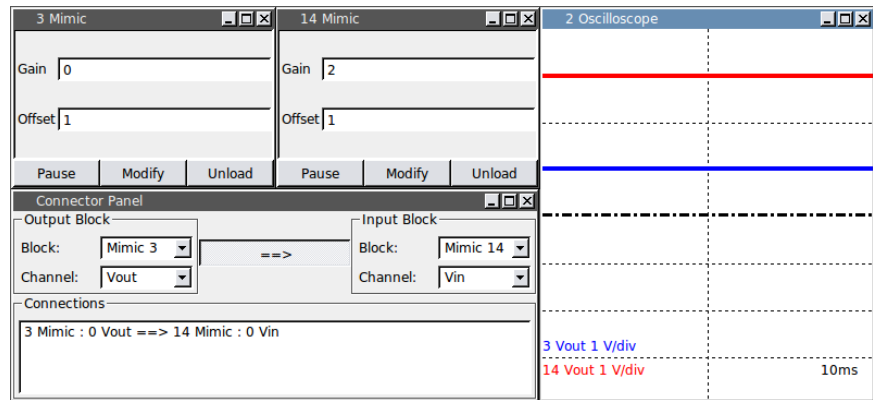 3 Mimic
Gain 0
Offset 1
Pause Modify Unload
14 Mimic
Gain 2
Offset 1
Pause Modify Unload
Connector Panel
Output Block
Block: Mimic 3
Channel: Vout
==>
Input Block
Block: Mimic 14
Channel: Vin
Connections
3 Mimic : 0 Vout ==> 14 Mimic : 0 Vin
2 Oscilloscope
3 Vout 1 V/div
14 Vout 1 V/div 10ms